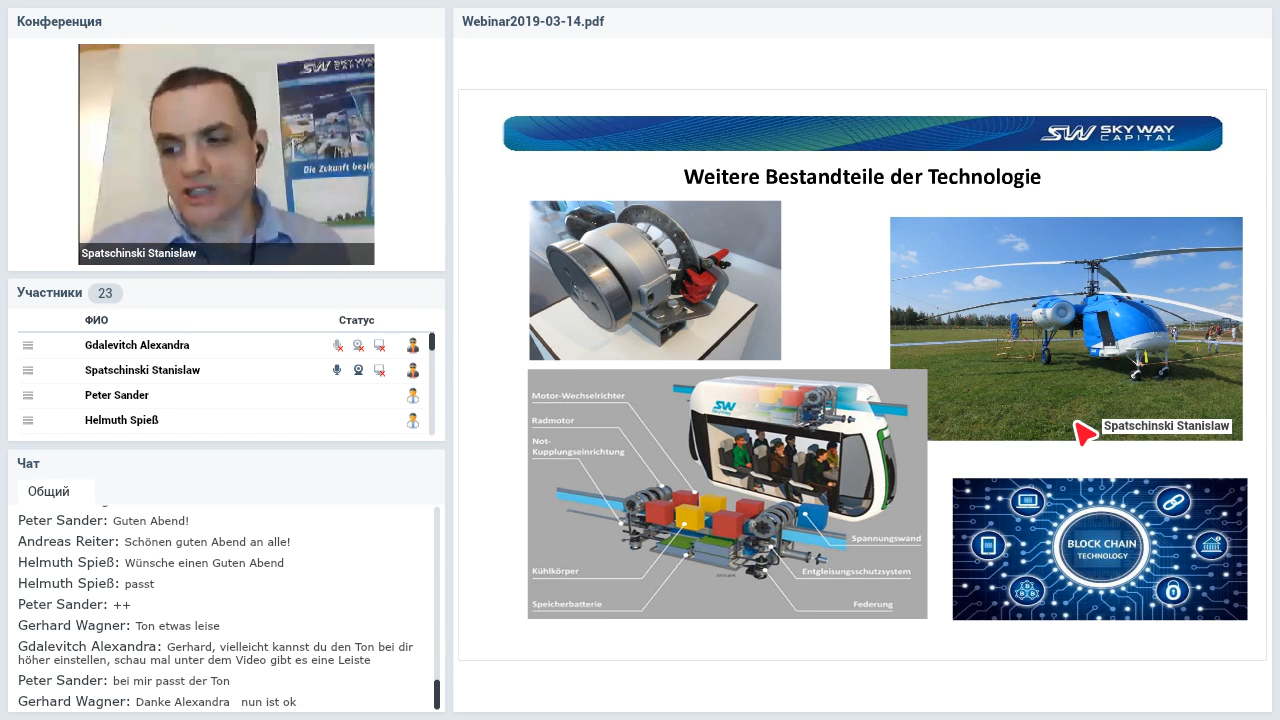 Конференция
SKY WAY
CAPITAL
Die Zukunft
Spatschinski Stanislaw
Участники 23
ФИО Статус
Gdalevitch Alexandra
Spatschinski Stanislaw
Peter Sander
Helmuth Spieß
Чат
Общий
Peter Sander: Guten Abend!
Andreas Reiter: Schönen guten Abend an alle!
Helmuth Spieß: Wünsche einen Guten Abend
Helmuth Spieß: passt
Peter Sander: ++
Gerhard Wagner: Ton etwas leise
Gdalevitch Alexandra: Gerhard, vielleicht kannst du den Ton bei dir
höher einstellen, schau mal unter dem Video gibt es eine Leiste
Peter Sander: bei mir passt der Ton
Gerhard Wagner: Danke Alexandra nun ist ok
Webinar2019-03-14.pdf
SW SKY WAY
CAPITAL
Weitere Bestandteile der Technologie
Motor-Wechselrichter
Radmotor
Not-
Kupplungseinrichtung
SW
Spannungswand
Kühlkörper
Entgleisungsschutzsystem
Speicherbatterie
Federung
Spatschinski Stanislaw
BLOCK CHAIN
TECHNOLOGY